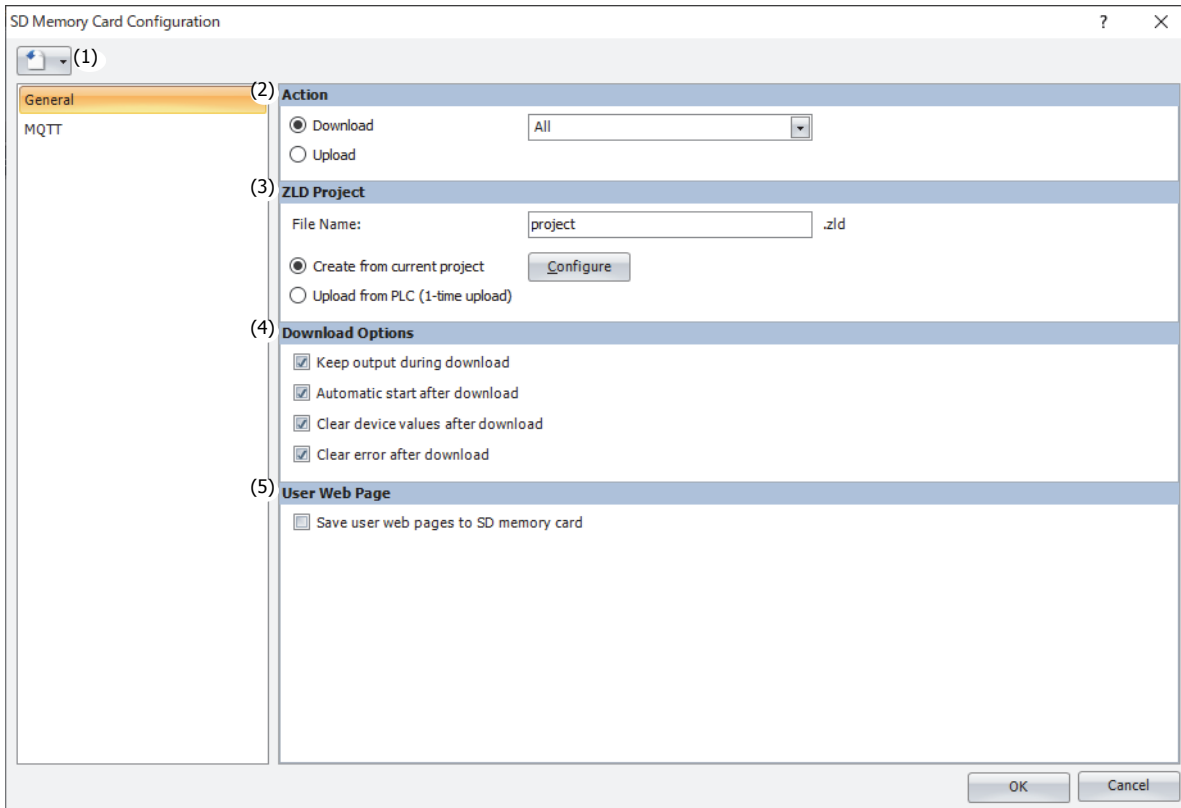 SD Memory Card Configuration ?
(1)
General
MQTT
(2) Action
Download All
Upload
(3) ZLD Project
File Name: project .zld
Create from current project Configure
Upload from PLC (1-time upload)
(4) Download Options
Keep output during download
Automatic start after download
Clear device values after download
Clear error after download
(5) User Web Page
Save user web pages to SD memory card
OK Cancel